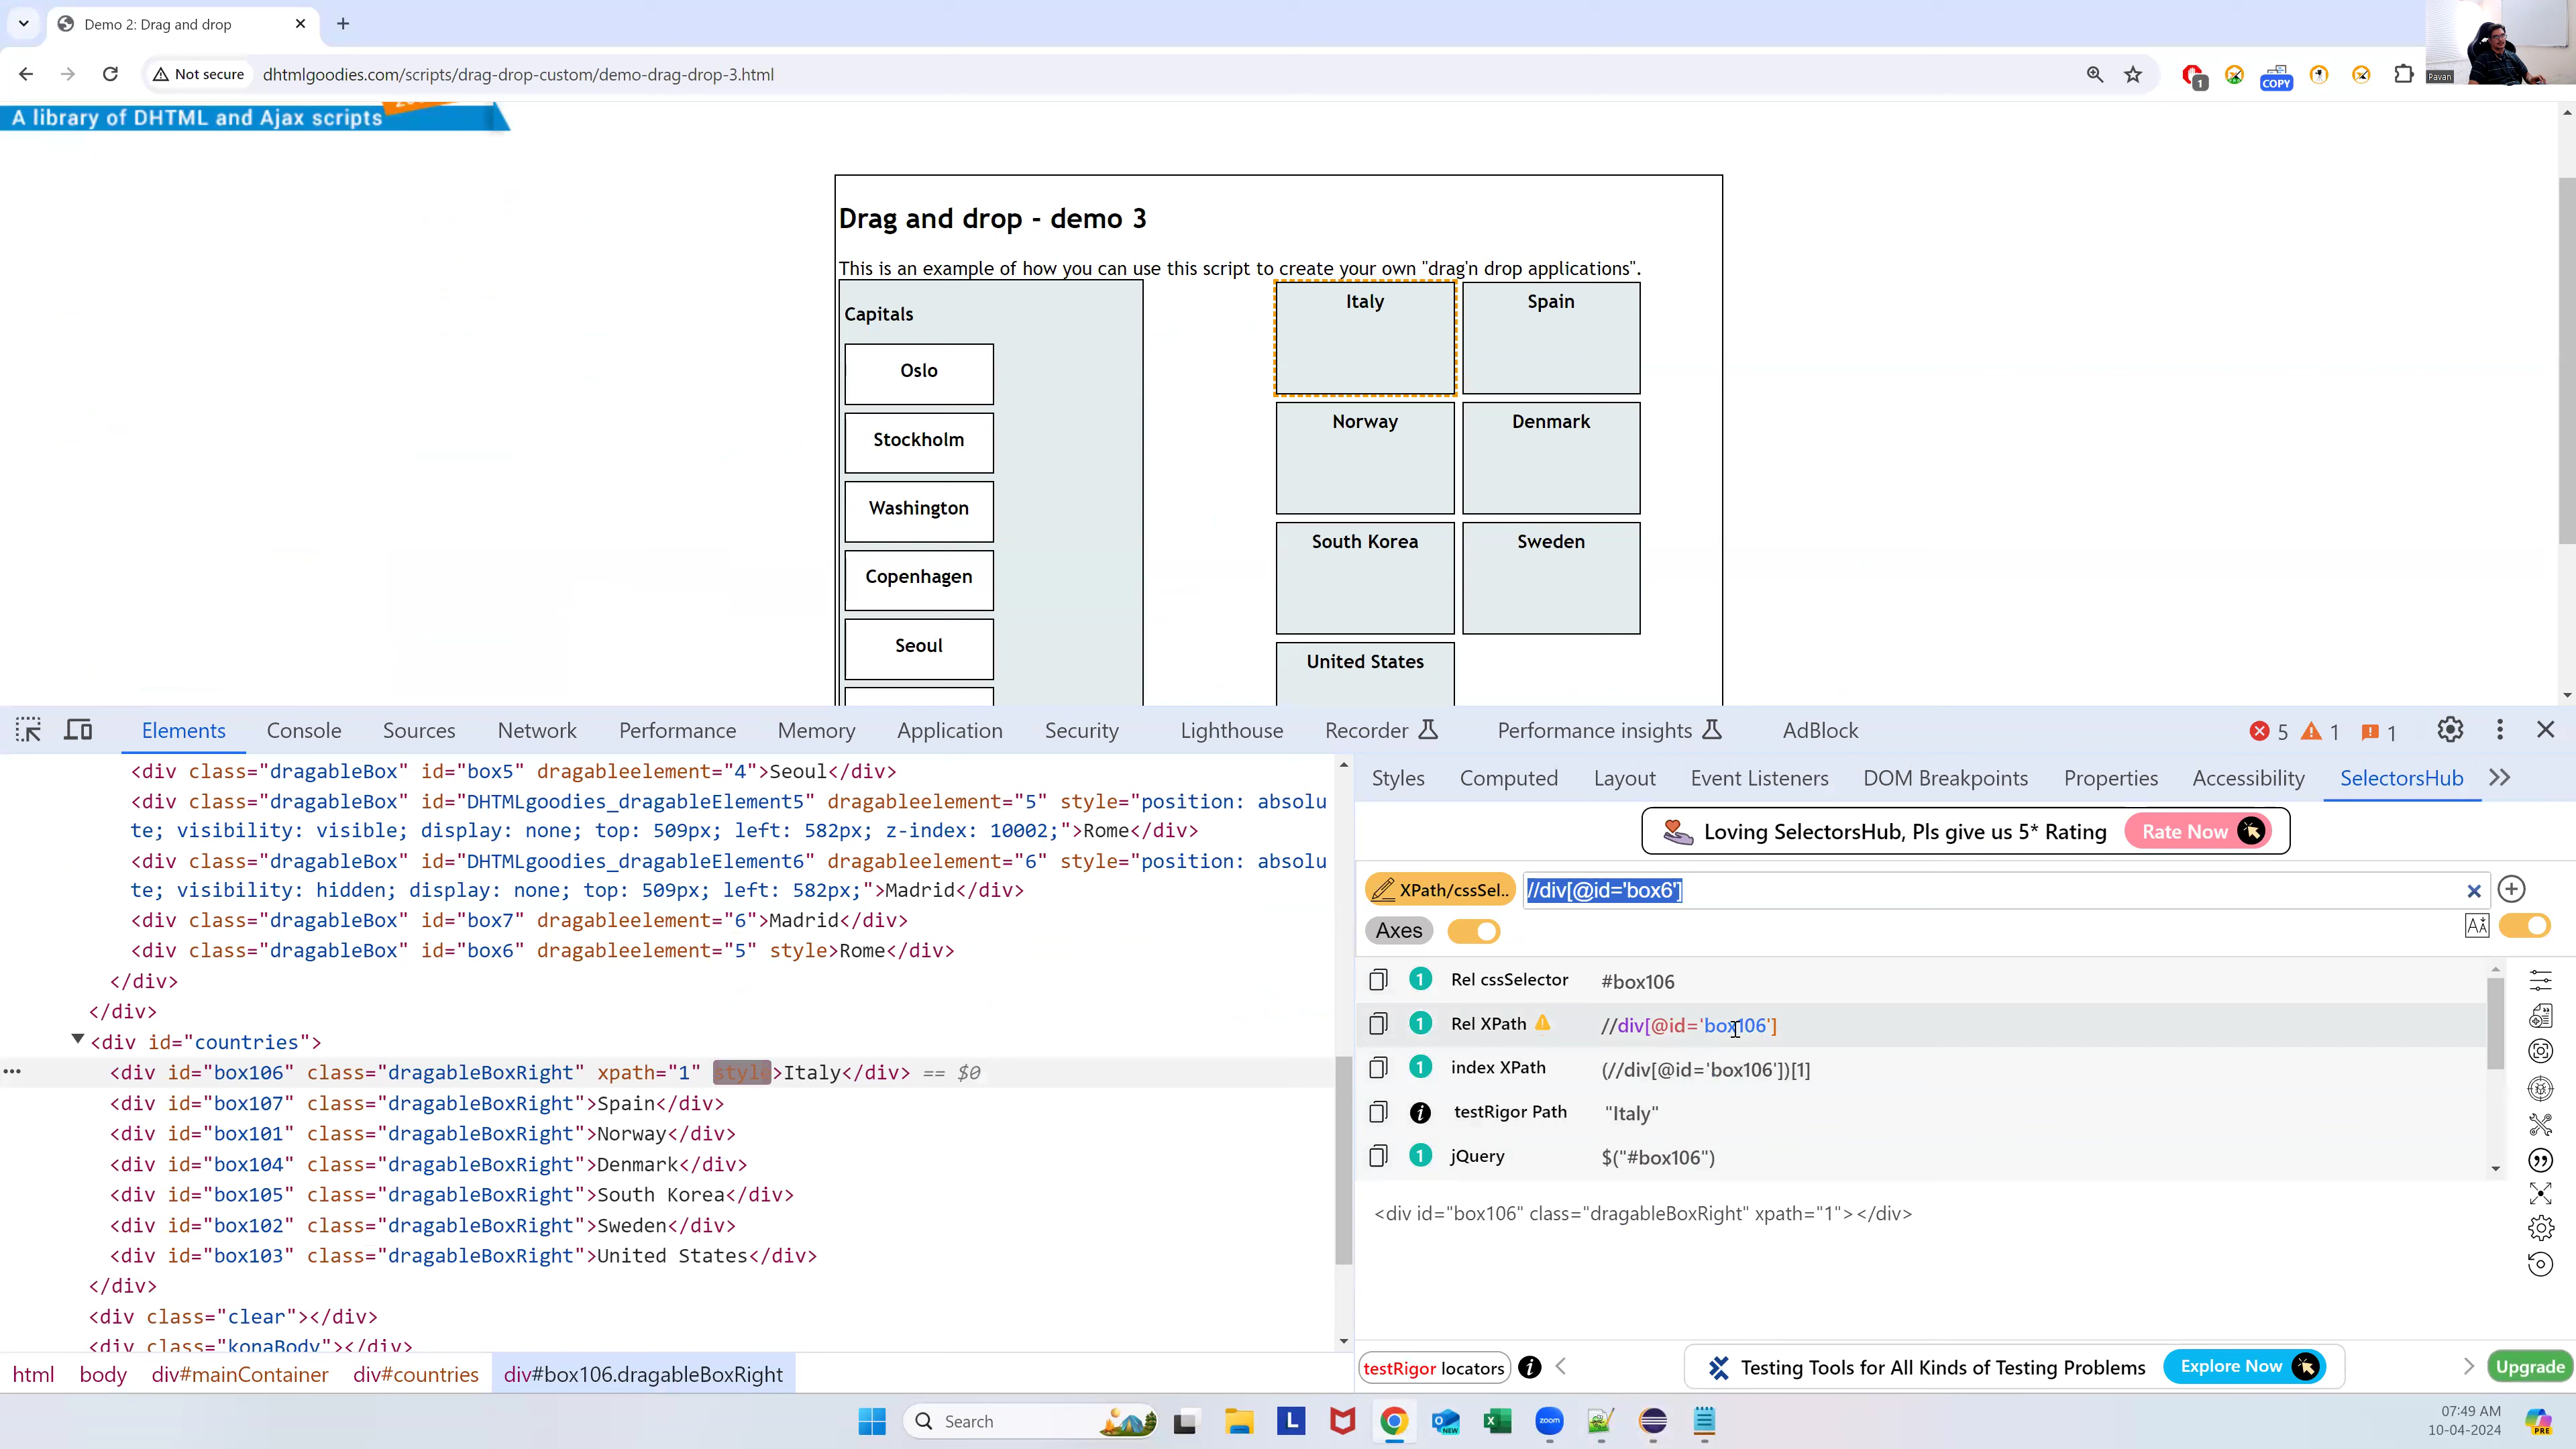 Demo 2: Drag and drop
Not secure
dhtmlgoodies.com/scripts/drag-drop-custom/demo-drag-drop-3.html
1
COPY
Pavan
A library of DHTML and Ajax scripts
Drag and drop - demo 3
This is an example of how you can use this script to create your own "drag'n drop applications".
Capitals
Oslo
Stockholm
Washington
Copenhagen
Seoul
Italy
Spain
Norway
Denmark
South Korea
Sweden
United States
Elements
Console
Sources
Network
Performance
Memory
Application
Security
Lighthouse
Recorder
Performance insights
AdBlock
5
1
1
<div class="dragableBox" id="box5" dragableelement="4">Seoul</div>
<div class="dragableBox" id="DHTMLgoodies_dragableElement5" dragableelement="5" style="position: absolu
te; visibility: visible; display: none; top: 509px; left: 582px; z-index: 10002;">Rome</div>
<div class="dragableBox" id="DHTMLgoodies_dragableElement6" dragableelement="6" style="position: absolu
te; visibility: hidden; display: none; top: 509px; left: 582px;">Madrid</div>
<div class="dragableBox" id="box7" dragableelement="6">Madrid</div>
<div class="dragableBox" id="box6" dragableelement="5" style>Rome</div>
</div>
</div>
<div id="countries">
<div id="box106" class="dragableBoxRight" xpath="1" style>Italy</div> == $0
<div id="box107" class="dragableBoxRight">Spain</div>
<div id="box101" class="dragableBoxRight">Norway</div>
<div id="box104" class="dragableBoxRight">Denmark</div>
<div id="box105" class="dragableBoxRight">South Korea</div>
<div id="box102" class="dragableBoxRight">Sweden</div>
<div id="box103" class="dragableBoxRight">United States</div>
</div>
<div class="clear"></div>
<div class="konaBody"></div>
html
body
div#mainContainer
div#countries
div#box106.dragableBoxRight
Styles
Computed
Layout
Event Listeners
DOM Breakpoints
Properties
Accessibility
SelectorsHub
Loving SelectorsHub, Pls give us 5* Rating
Rate Now
XPath/cssSel..
//div[@id='box6']
Axes
1 Rel cssSelector #box106
1 Rel XPath //div[@id='box106']
1 index XPath (//div[@id='box106'])[1]
i testRigor Path "Italy"
1 jQuery $("#box106")
<div id="box106" class="dragableBoxRight" xpath="1"></div>
testRigor locators
i
Testing Tools for All Kinds of Testing Problems
Explore Now
Upgrade
Search
L
NEW
zoom
07:49 AM
10-04-2024
PRE